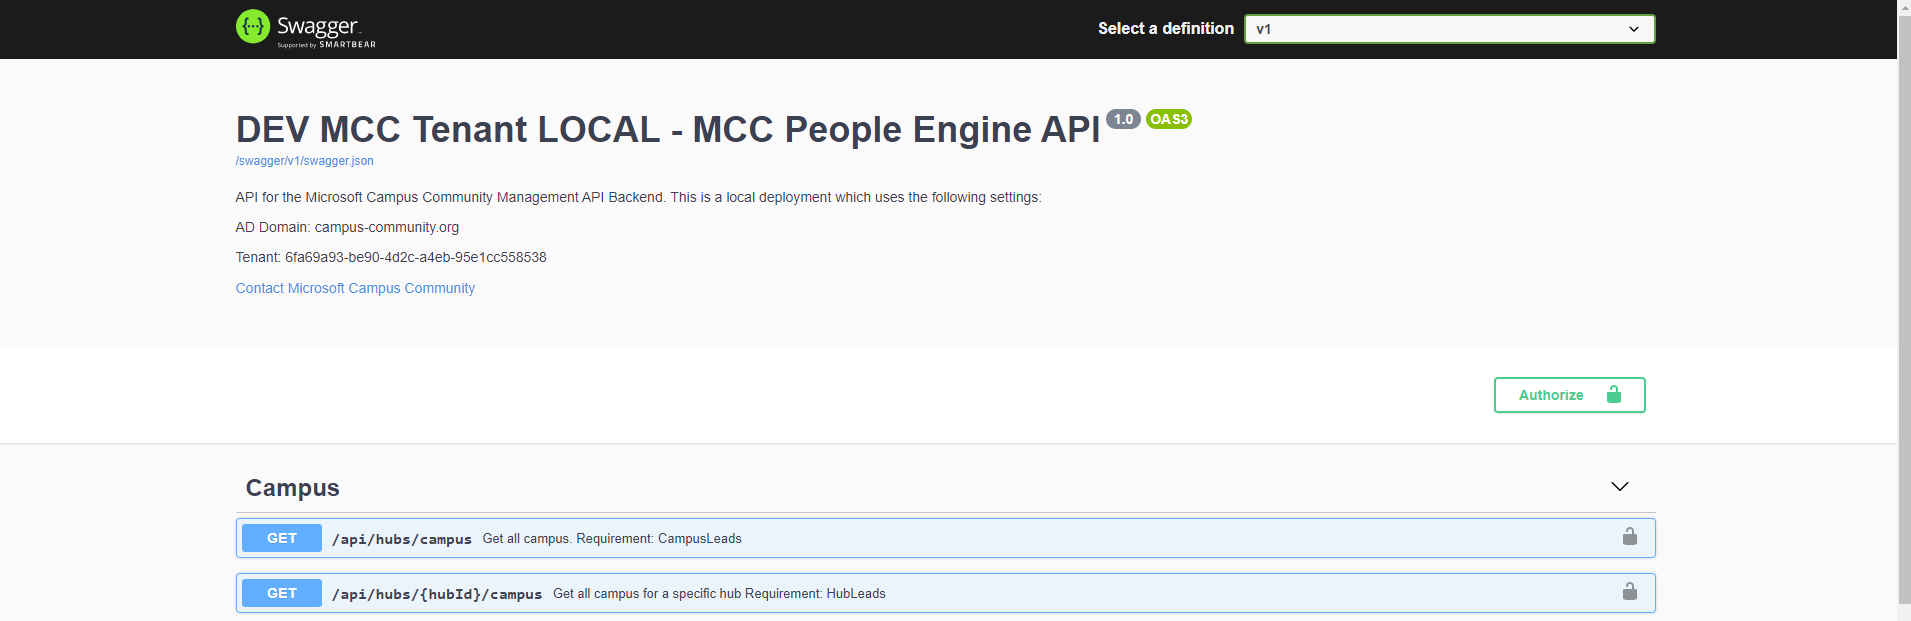 Swagger
Supported by SMARTBEAR
Select a definition
v1
DEV MCC Tenant LOCAL - MCC People Engine API 1.0 OAS3
/swagger/v1/swagger.json
API for the Microsoft Campus Community Management API Backend. This is a local deployment which uses the following settings:
AD Domain: campus-community.org
Tenant: 6fa69a93-be90-4d2c-a4eb-95e1cc558538
Contact Microsoft Campus Community
Authorize
Campus
GET /api/hubs/campus Get all campus. Requirement: CampusLeads
GET /api/hubs/{hubId}/campus Get all campus for a specific hub Requirement: HubLeads